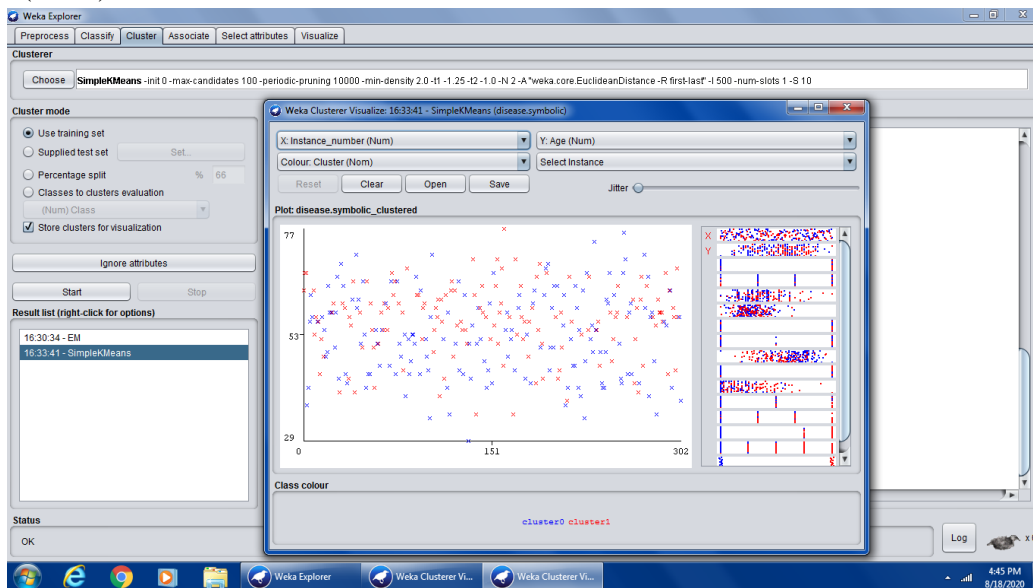 Weka Explorer
Preprocess Classify Cluster Associate Select attributes Visualize
Clusterer
Choose SimpleKMeans -init 0 -max-candidates 100 -periodic-pruning 10000 -min-density 2.0 -t1 -1.25 -t2 -1.0 -N 2 -A "weka.core.EuclideanDistance -R first-last" -I 500 -num-slots 1 -S 10
Cluster mode
Use training set
Supplied test set Set...
Percentage split % 66
Classes to clusters evaluation
(Num) Class
Store clusters for visualization
Ignore attributes
Start Stop
Result list (right-click for options)
16:30:34 - EM
16:33:41 - SimpleKMeans
Weka Clusterer Visualize: 16:33:41 - SimpleKMeans (disease.symbolic)
X: Instance_number (Num) Y: Age (Num)
Colour: Cluster (Nom) Select Instance
Reset Clear Open Save Jitter
Plot: disease.symbolic_clustered
77
53
29
0 151 302
X
Y
Class colour
cluster0 cluster1
Status
OK
Log x
Weka Explorer Weka Clusterer Vi... Weka Clusterer Vi...
4:45 PM
8/18/2020